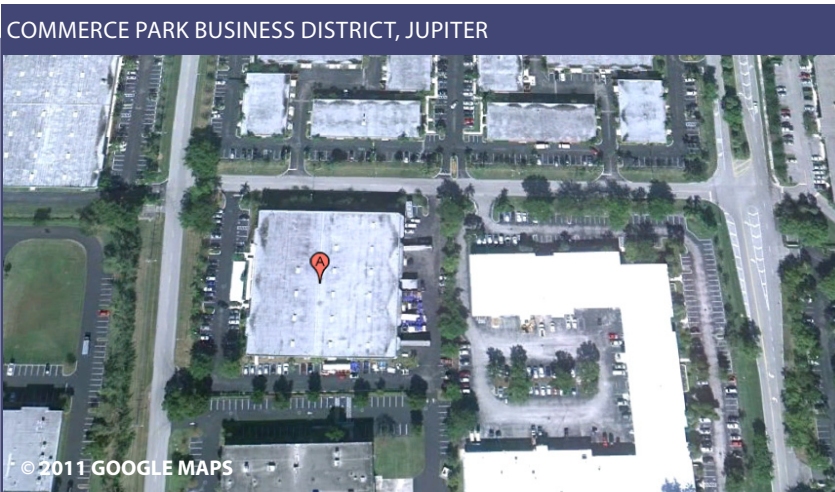 COMMERCE PARK BUSINESS DISTRICT, JUPITER
A
© 2011 GOOGLE MAPS